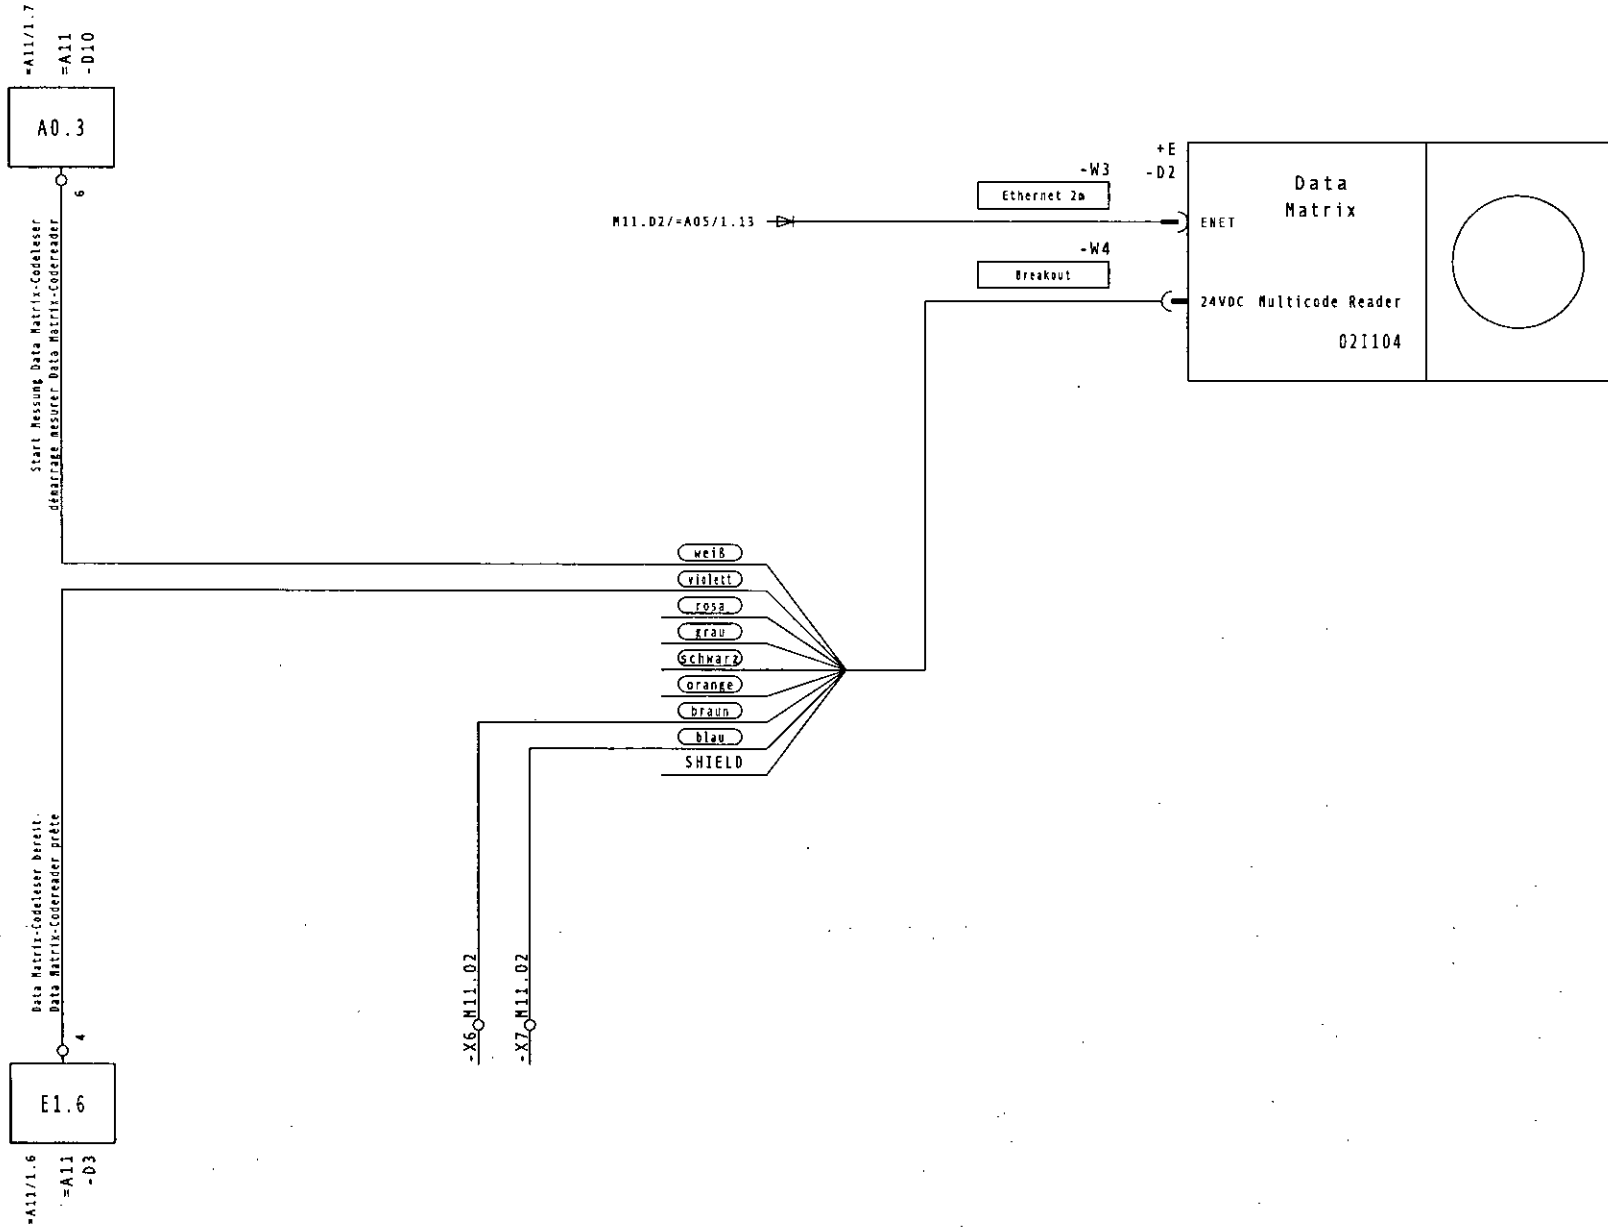 =A11/1.7
=A11
-D10
A0.3
6
Start Messung Data Matrix-Codeleser
démarrage mesurer Data Matrix-Codereader
+E
-D2
-W3
Ethernet 2m
M11.D2/=A05/1.13
ENET
Data
Matrix
-W4
Breakout
24VDC Multicode Reader
02I104
weiß
violett
rosa
grau
schwarz
orange
braun
blau
SHIELD
Data Matrix-Codeleser bereit
Data Matrix-Codereader prête
4
-X6 M11.02
-X7 M11.02
E1.6
=A11/1.6
=A11
-D3